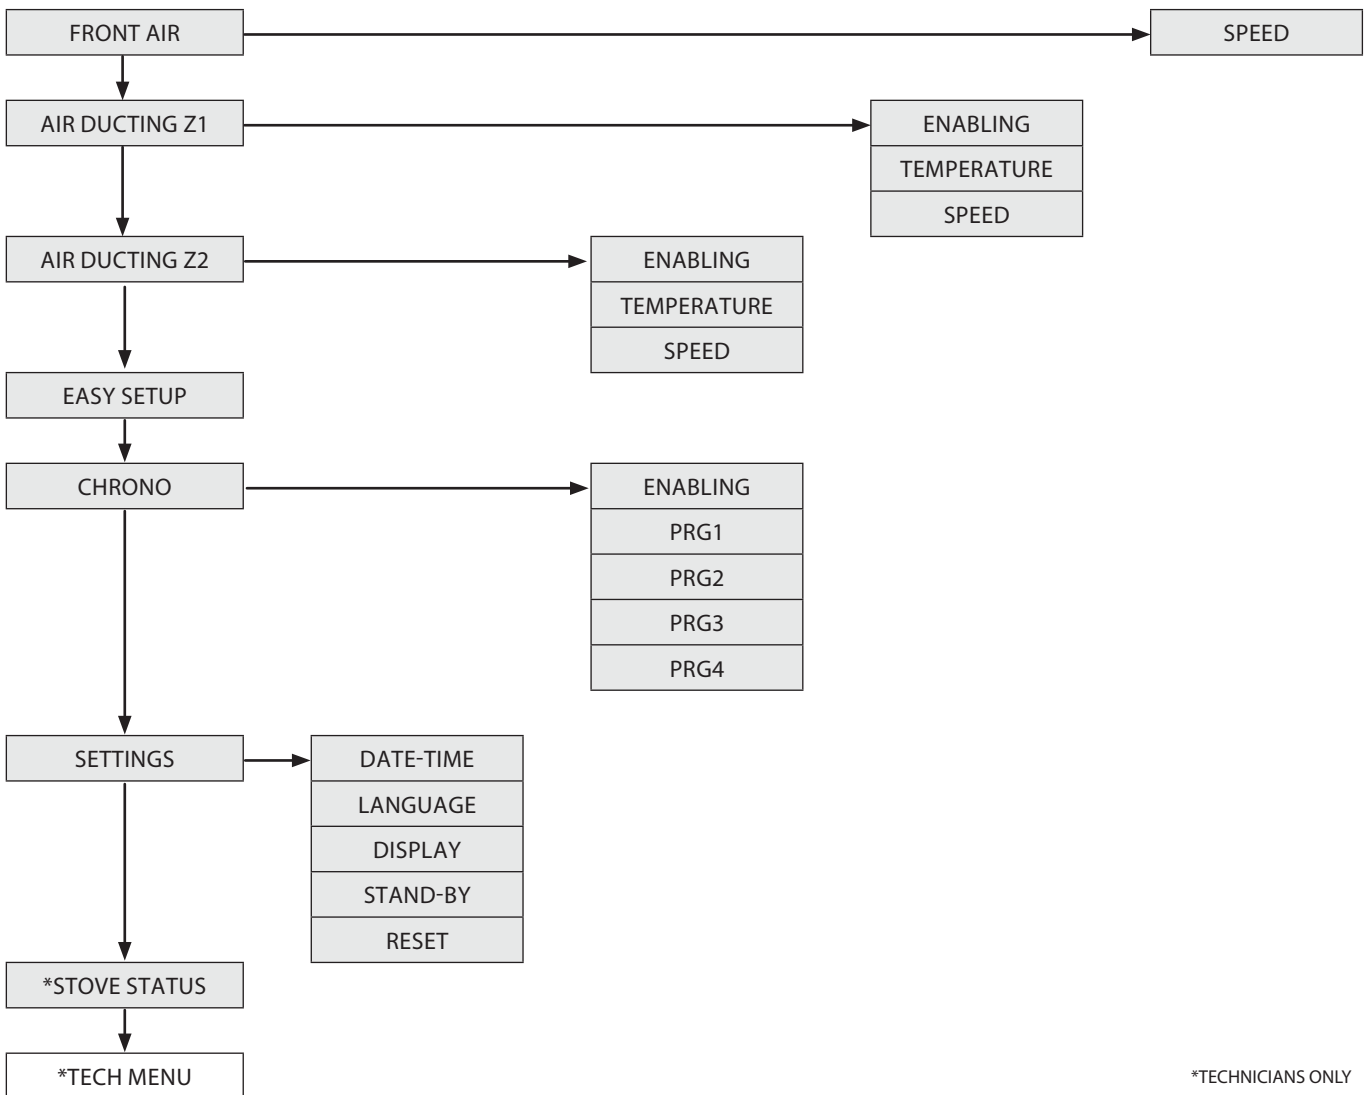 FRONT AIR
SPEED
AIR DUCTING Z1
ENABLING
TEMPERATURE
SPEED
AIR DUCTING Z2
ENABLING
TEMPERATURE
SPEED
EASY SETUP
CHRONO
ENABLING
PRG1
PRG2
PRG3
PRG4
SETTINGS
DATE-TIME
LANGUAGE
DISPLAY
STAND-BY
RESET
*STOVE STATUS
*TECH MENU
*TECHNICIANS ONLY